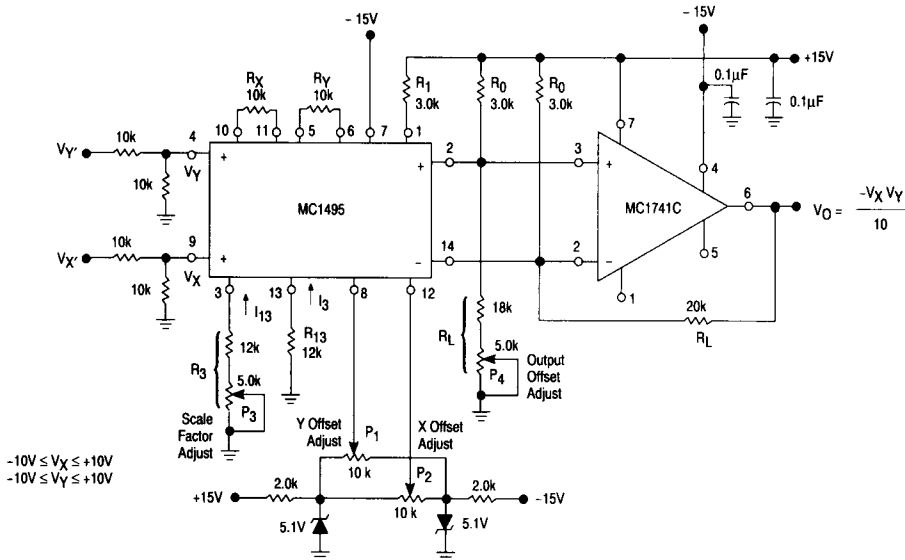 – 15V
– 15V
+15V
RX
10k
RY
10k
R1
3.0k
R0
3.0k
R0
3.0k
0.1µF
0.1µF
10k
4
10
11
5
6
7
1
7
4
VY'
VY
10k
+
+
2
3
+
MC1495
MC1741C
6
VO = –VX VY / 10
10k
9
VX'
VX
10k
+
–
14
2
–
5
1
3
I13
13
I3
8
12
R13
12k
18k
RL
20k
RL
R3
12k
5.0k
P3
Scale
Factor
Adjust
5.0k
P4
Output
Offset
Adjust
Y Offset
Adjust
P1
X Offset
Adjust
10 k
P2
–10V ≤ VX ≤ +10V
–10V ≤ VY ≤ +10V
+15V
2.0k
10 k
2.0k
–15V
5.1V
5.1V